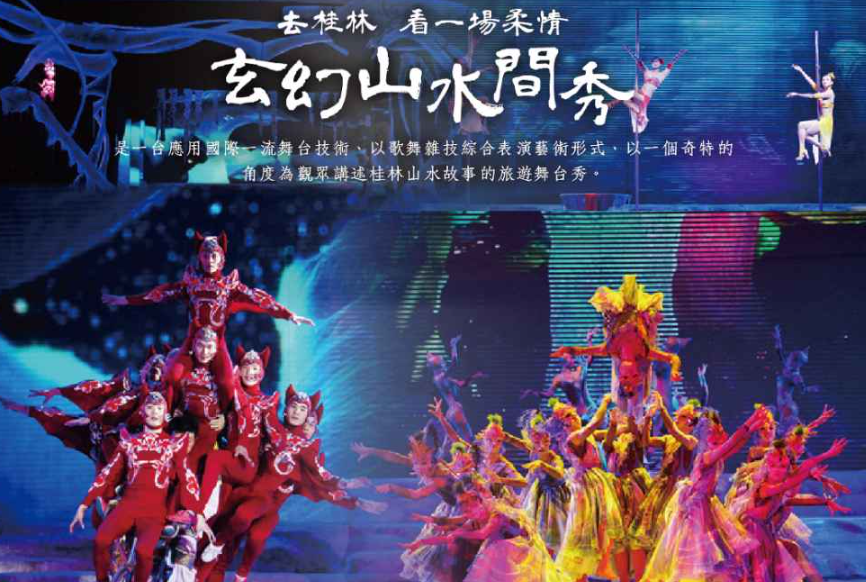 去桂林 看一場柔情
玄幻山水間秀
是一台應用國際一流舞台技術、以歌舞雜技綜合表演藝術形式、以一個奇特的
角度為觀眾講述桂林山水故事的旅遊舞台秀。